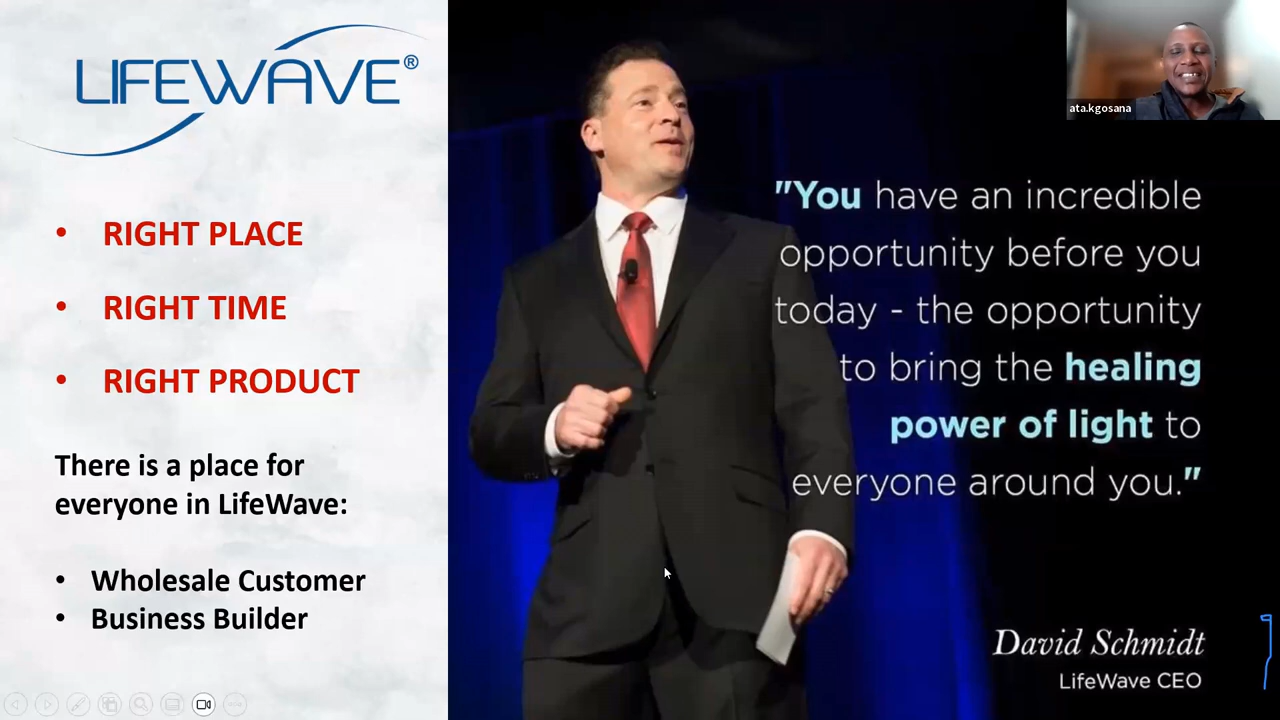 LIFEWAVE®
• RIGHT PLACE
• RIGHT TIME
• RIGHT PRODUCT
There is a place for
everyone in LifeWave:
• Wholesale Customer
• Business Builder
ata.kgosana
"You have an incredible
opportunity before you
today - the opportunity
to bring the healing
power of light to
everyone around you."
David Schmidt
LifeWave CEO